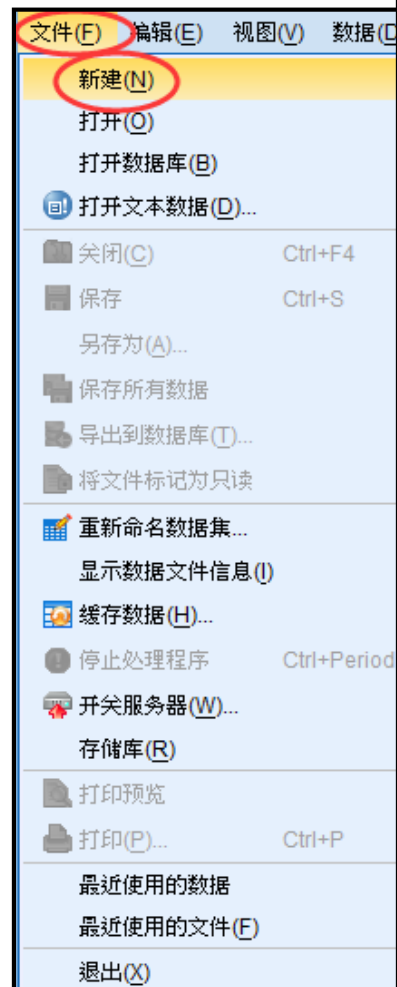 文件(F) 编辑(E) 视图(V) 数据(D
新建(N)
打开(O)
打开数据库(B)
打开文本数据(D)...
关闭(C) Ctrl+F4
保存 Ctrl+S
另存为(A)...
保存所有数据
导出到数据库(T)...
将文件标记为只读
重新命名数据集...
显示数据文件信息(I)
缓存数据(H)...
停止处理程序 Ctrl+Period
开关服务器(W)...
存储库(R)
打印预览
打印(P)... Ctrl+P
最近使用的数据
最近使用的文件(F)
退出(X)